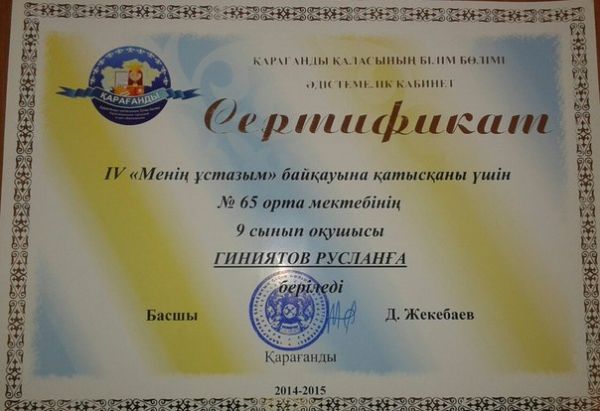 ҚАРАҒАНДЫ ҚАЛАСЫНЫҢ БІЛІМ БӨЛІМІ
ӘДІСТЕМЕЛІК КАБИНЕТ
ҚАРАҒАНДЫ
Сертификат
IV «Менің ұстазым» байқауына қатысқаны үшін
№ 65 орта мектебінің
9 сынып оқушысы
ГИНИЯТОВ РУСЛАНҒА
беріледі
Басшы Д. Жекебаев
Қарағанды
2014-2015